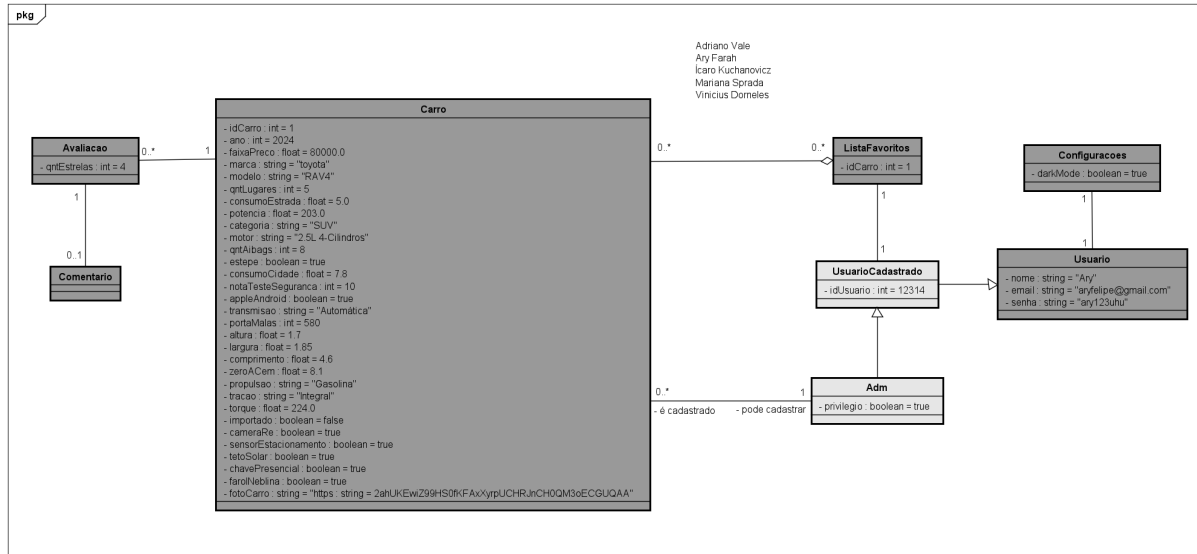 pkg
Adriano Vale
Ary Farah
Ícaro Kuchanovicz
Mariana Sprada
Vinicius Dorneles
Avaliacao
- qntEstrelas : int = 4
0..*
1
1
0..1
Comentario
Carro
- idCarro : int = 1
- ano : int = 2024
- faixaPreco : float = 80000.0
- marca : string = "toyota"
- modelo : string = "RAV4"
- qntLugares : int = 5
- consumoEstrada : float = 5.0
- potencia : float = 203.0
- categoria : string = "SUV"
- motor : string = "2.5L 4-Cilindros"
- qntAibags : int = 8
- estepe : boolean = true
- consumoCidade : float = 7.8
- notaTesteSeguranca : int = 10
- appleAndroid : boolean = true
- transmisao : string = "Automática"
- portaMalas : int = 580
- altura : float = 1.7
- largura : float = 1.85
- comprimento : float = 4.6
- zeroACem : float = 8.1
- propulsao : string = "Gasolina"
- tracao : string = "Integral"
- torque : float = 224.0
- importado : boolean = false
- cameraRe : boolean = true
- sensorEstacionamento : boolean = true
- tetoSolar : boolean = true
- chavePresencial : boolean = true
- farolNeblina : boolean = true
- fotoCarro : string = "https : string = 2ahUKEwiZ99HS0fKFAxXyrpUCHRJnCH0QM3oECGUQAA"
0..*
0..*
ListaFavoritos
- idCarro : int = 1
1
1
Configuracoes
- darkMode : boolean = true
1
1
UsuarioCadastrado
- idUsuario : int = 12314
Usuario
- nome : string = "Ary"
- email : string = "aryfelipe@gmail.com"
- senha : string = "ary123uhu"
Adm
- privilegio : boolean = true
0..*
1
- é cadastrado
- pode cadastrar